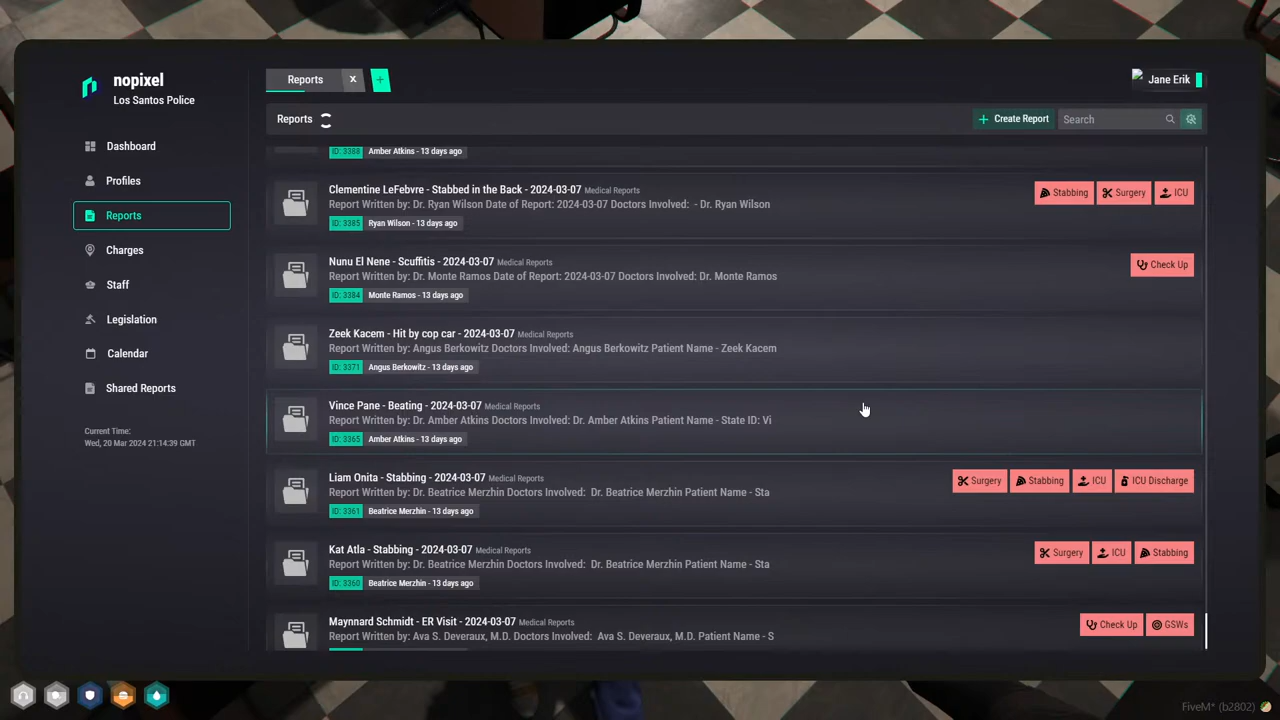 nopixel
Los Santos Police
Dashboard
Profiles
Reports
Charges
Staff
Legislation
Calendar
Shared Reports
Current Time:
Wed, 20 Mar 2024 21:14:39 GMT
Reports x +
Jane Erik
Reports
+ Create Report
Search
ID: 3388 Amber Atkins - 13 days ago
Clementine LeFebvre - Stabbed in the Back - 2024-03-07 Medical Reports
Report Written by: Dr. Ryan Wilson Date of Report: 2024-03-07 Doctors Involved: - Dr. Ryan Wilson
ID: 3385 Ryan Wilson - 13 days ago
Stabbing Surgery ICU
Nunu El Nene - Scuffitis - 2024-03-07 Medical Reports
Report Written by: Dr. Monte Ramos Date of Report: 2024-03-07 Doctors Involved: Dr. Monte Ramos
ID: 3384 Monte Ramos - 13 days ago
Check Up
Zeek Kacem - Hit by cop car - 2024-03-07 Medical Reports
Report Written by: Angus Berkowitz Doctors Involved: Angus Berkowitz Patient Name - Zeek Kacem
ID: 3371 Angus Berkowitz - 13 days ago
Vince Pane - Beating - 2024-03-07 Medical Reports
Report Written by: Dr. Amber Atkins Doctors Involved: Dr. Amber Atkins Patient Name - State ID: Vi
ID: 3365 Amber Atkins - 13 days ago
Liam Onita - Stabbing - 2024-03-07 Medical Reports
Report Written by: Dr. Beatrice Merzhin Doctors Involved: Dr. Beatrice Merzhin Patient Name - Sta
ID: 3361 Beatrice Merzhin - 13 days ago
Surgery Stabbing ICU ICU Discharge
Kat Atla - Stabbing - 2024-03-07 Medical Reports
Report Written by: Dr. Beatrice Merzhin Doctors Involved: Dr. Beatrice Merzhin Patient Name - Sta
ID: 3360 Beatrice Merzhin - 13 days ago
Surgery ICU Stabbing
Maynnard Schmidt - ER Visit - 2024-03-07 Medical Reports
Report Written by: Ava S. Deveraux, M.D. Doctors Involved: Ava S. Deveraux, M.D. Patient Name - S
Check Up GSWs
FiveM* (b2802)